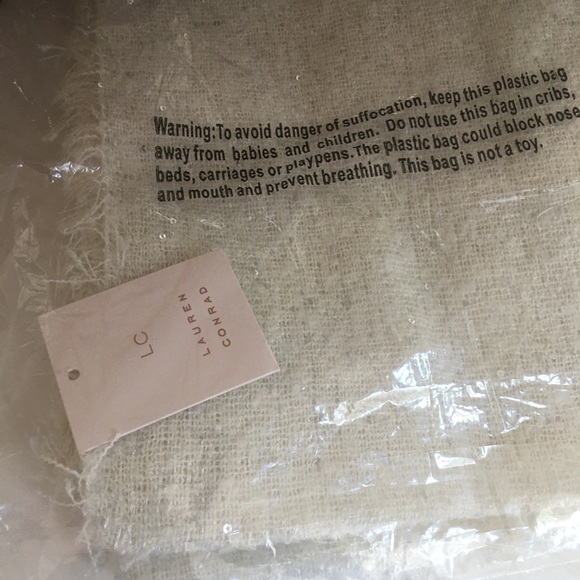 Warning:To avoid danger of suffocation, keep this plastic bag
away from babies and children. Do not use this bag in cribs,
beds, carriages or playpens.The plastic bag could block nose
and mouth and prevent breathing. This bag is not a toy.
LC
LAUREN
CONRAD